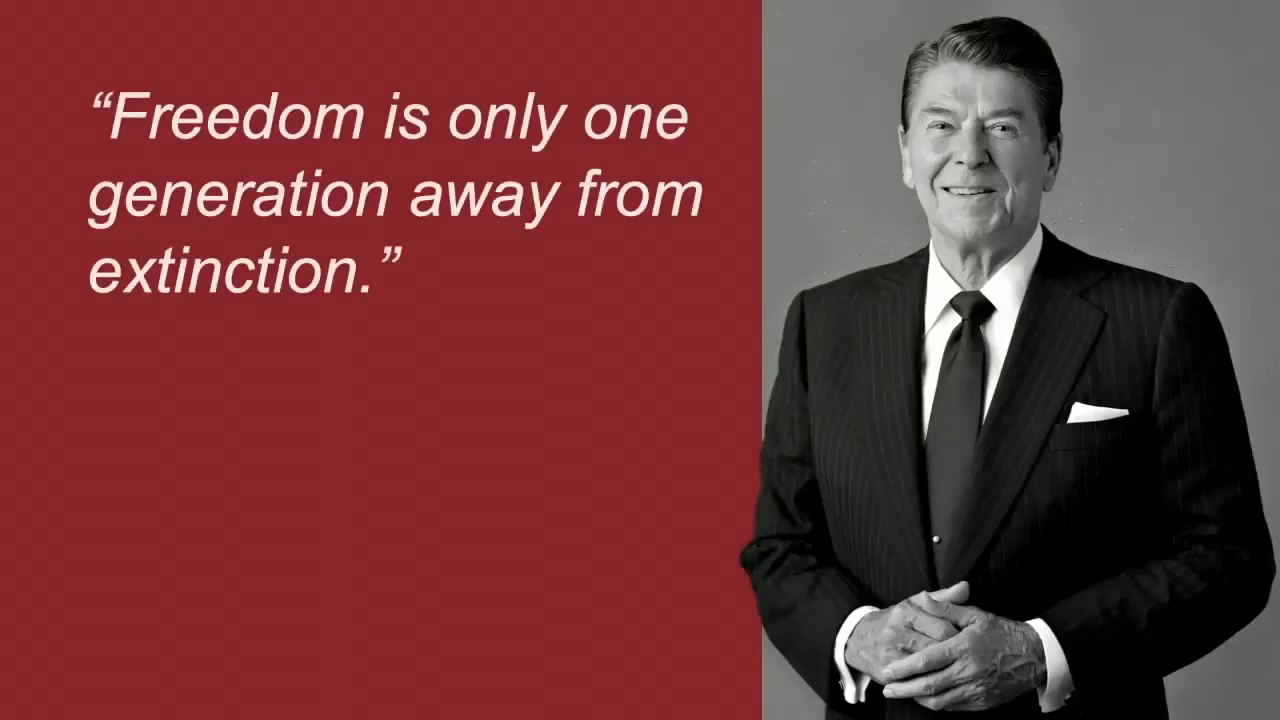 “Freedom is only one
generation away from
extinction.”